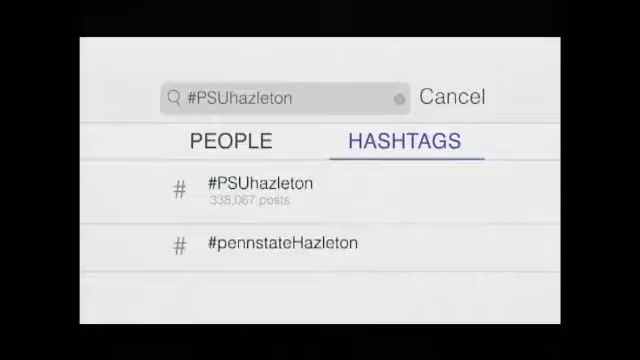 #PSUhazleton
Cancel
PEOPLE
HASHTAGS
#
#PSUhazleton
338,067 posts
#
#pennstateHazleton